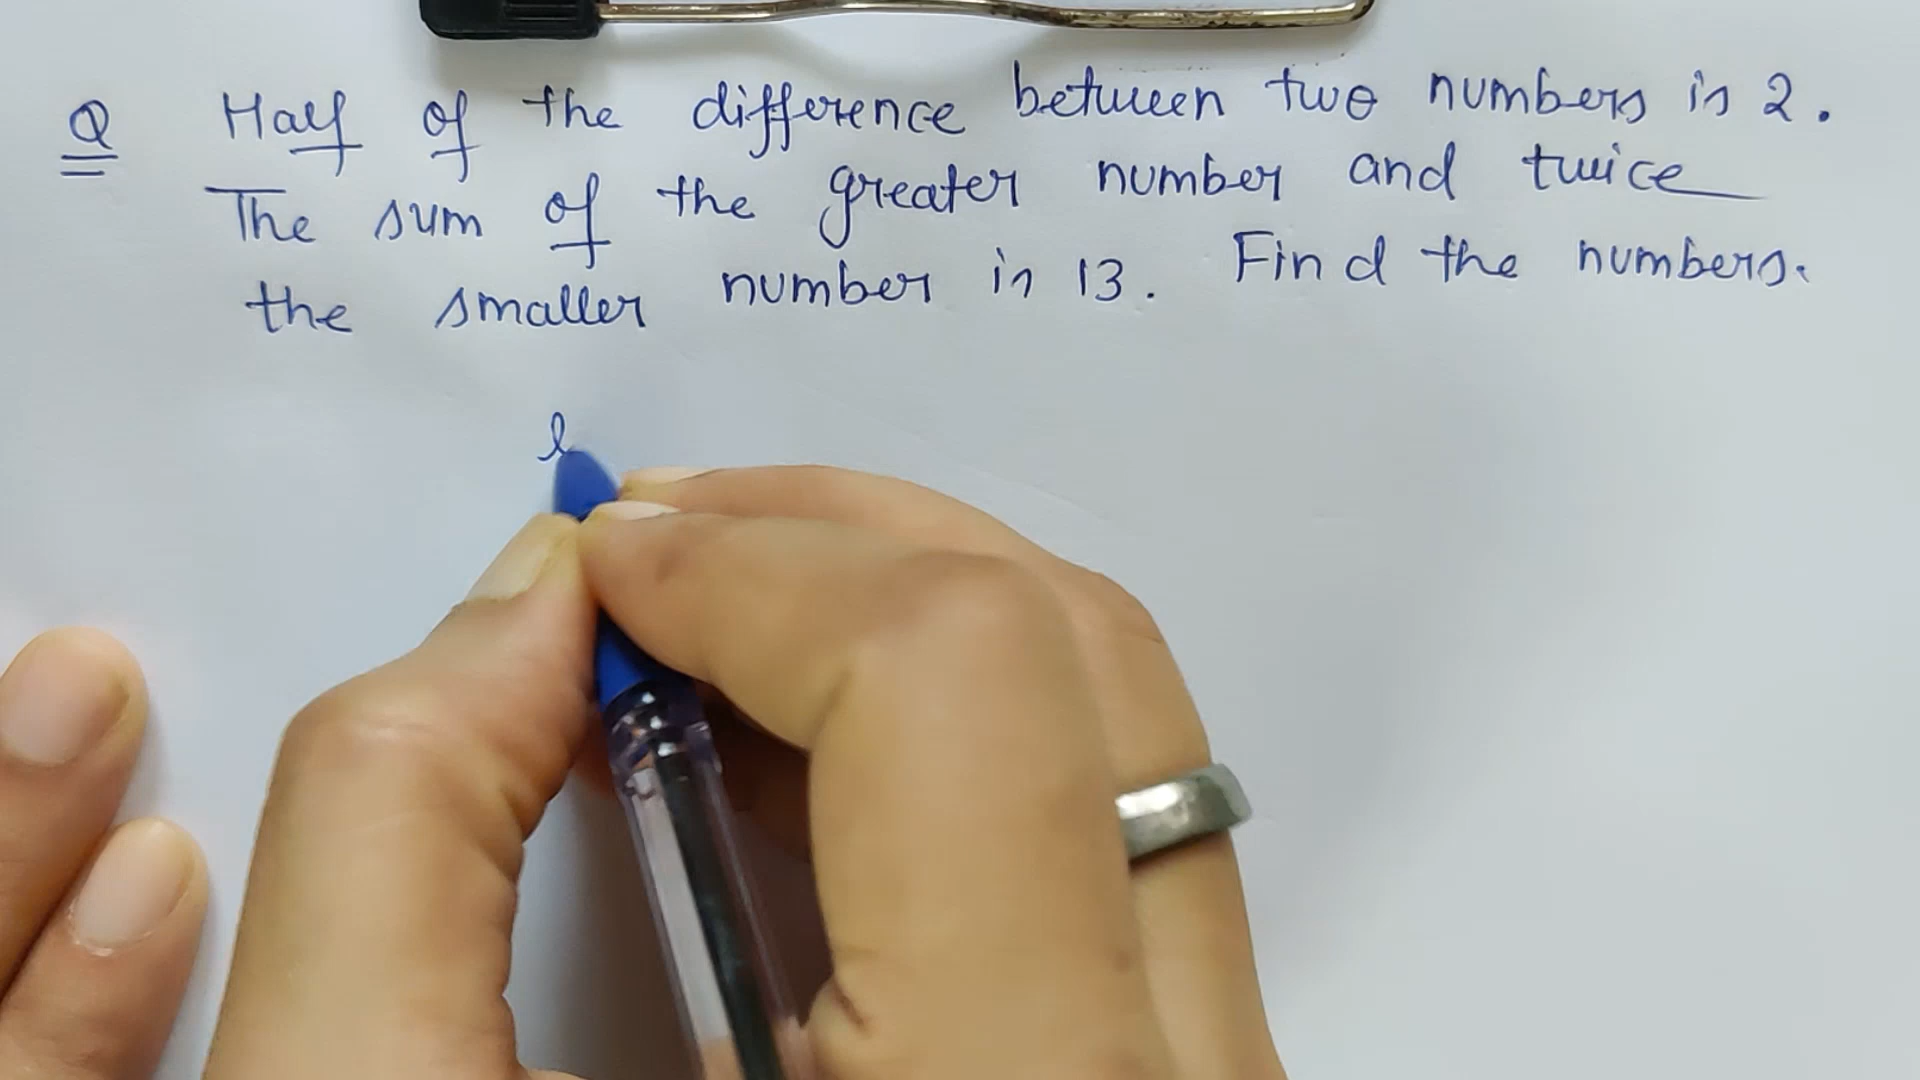 Q Half of the difference between two numbers is 2.
The sum of the greater number and twice
the smaller number is 13. Find the numbers.
l